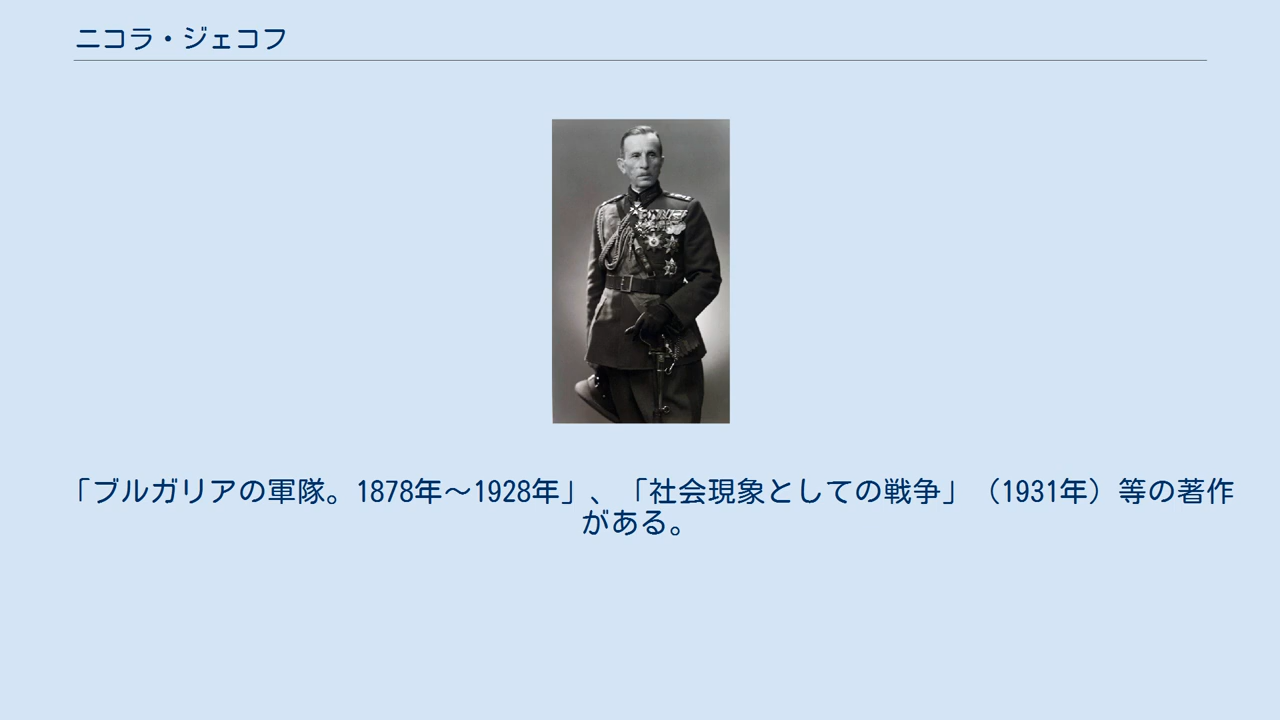 ニコラ・ジェコフ
「ブルガリアの軍隊。1878年～1928年」、「社会現象としての戦争」（1931年）等の著作
がある。